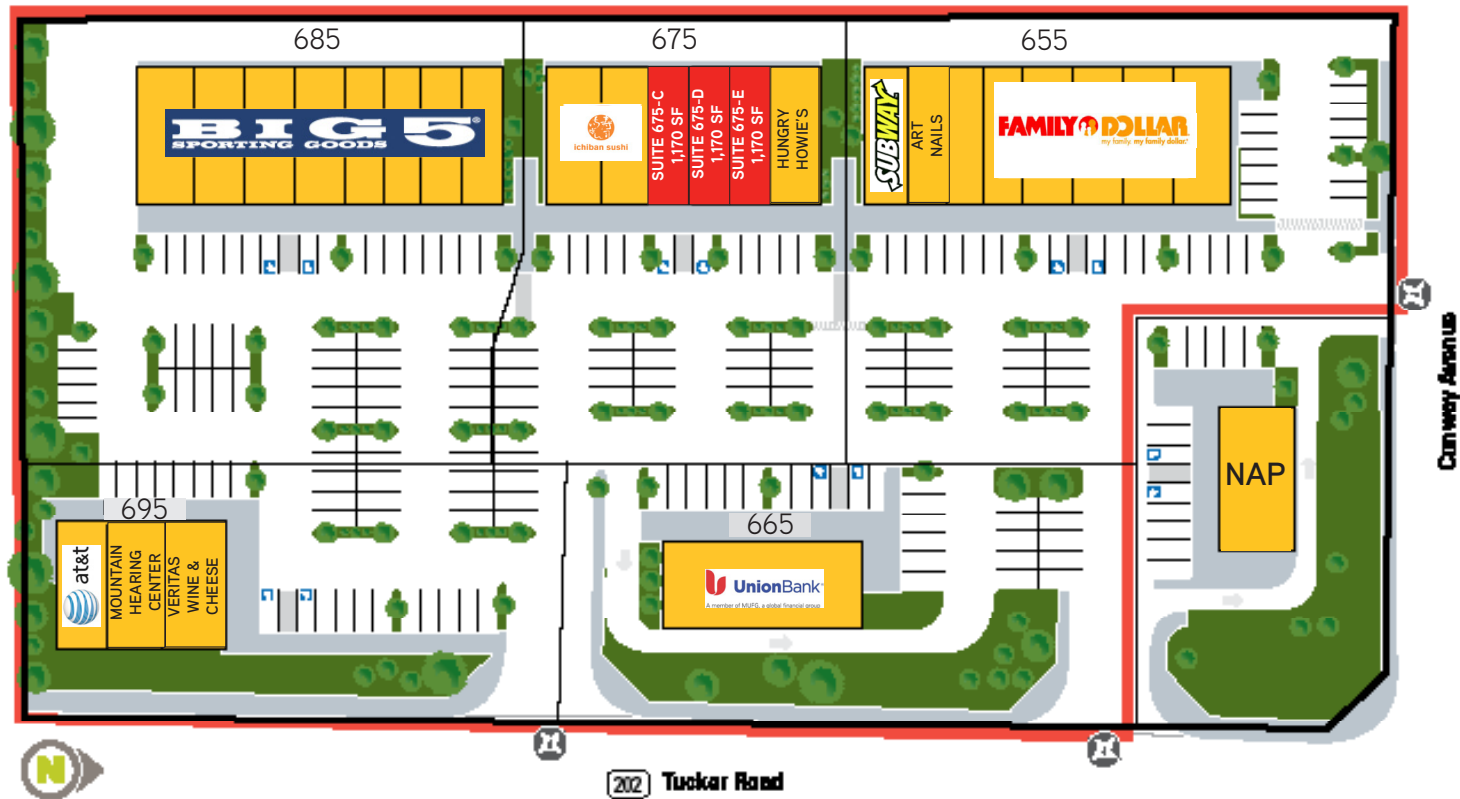 685
675
655
BIG 5®
SPORTING GOODS
ichiban sushi
SUITE 675-C
1,170 SF
SUITE 675-D
1,170 SF
SUITE 675-E
1,170 SF
HUNGRY
HOWIE'S
SUBWAY
ART
NAILS
FAMILY DOLLAR
my family. my family dollar.®
Conway Avenue
NAP
695
at&t
MOUNTAIN
HEARING
CENTER
VERITAS
WINE &
CHEESE
665
UnionBank®
A member of MUFG, a global financial group
N
202 Tucker Road